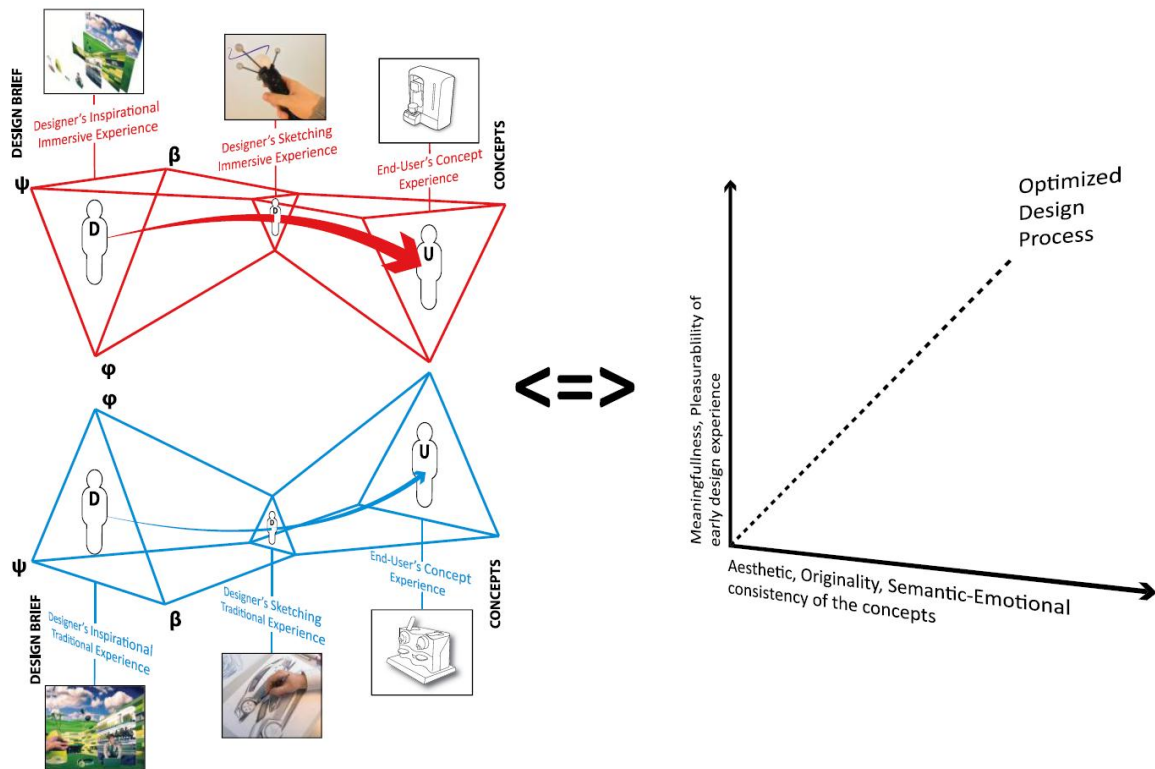 DESIGN BRIEF
Designer's Inspirational
Immersive Experience
Designer's Sketching
Immersive Experience
End-User's Concept
Experience
CONCEPTS
ψ
β
D
D
U
φ
φ
D
D
U
ψ
β
Designer's Inspirational
Traditional Experience
DESIGN BRIEF
Designer's Sketching
Traditional Experience
End-User's Concept
Experience
CONCEPTS
<=>
Optimized
Design
Process
Meaningfullness, Pleasurablility of
early design experience
Aesthetic, Originality, Semantic-Emotional
consistency of the concepts